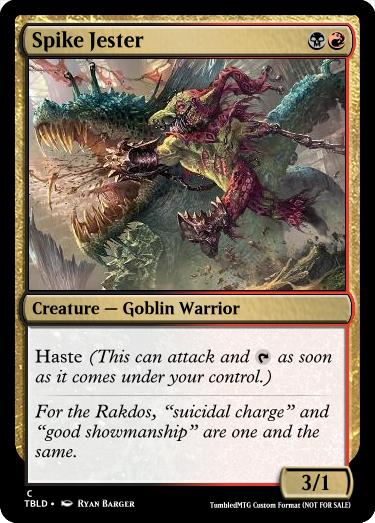 Spike Jester
Creature — Goblin Warrior
Haste (This can attack and as soon
as it comes under your control.)
For the Rakdos, “suicidal charge” and
“good showmanship” are one and the
same.
3/1
C
TBLD • Ryan Barger
TumbledMTG Custom Format (NOT FOR SALE)